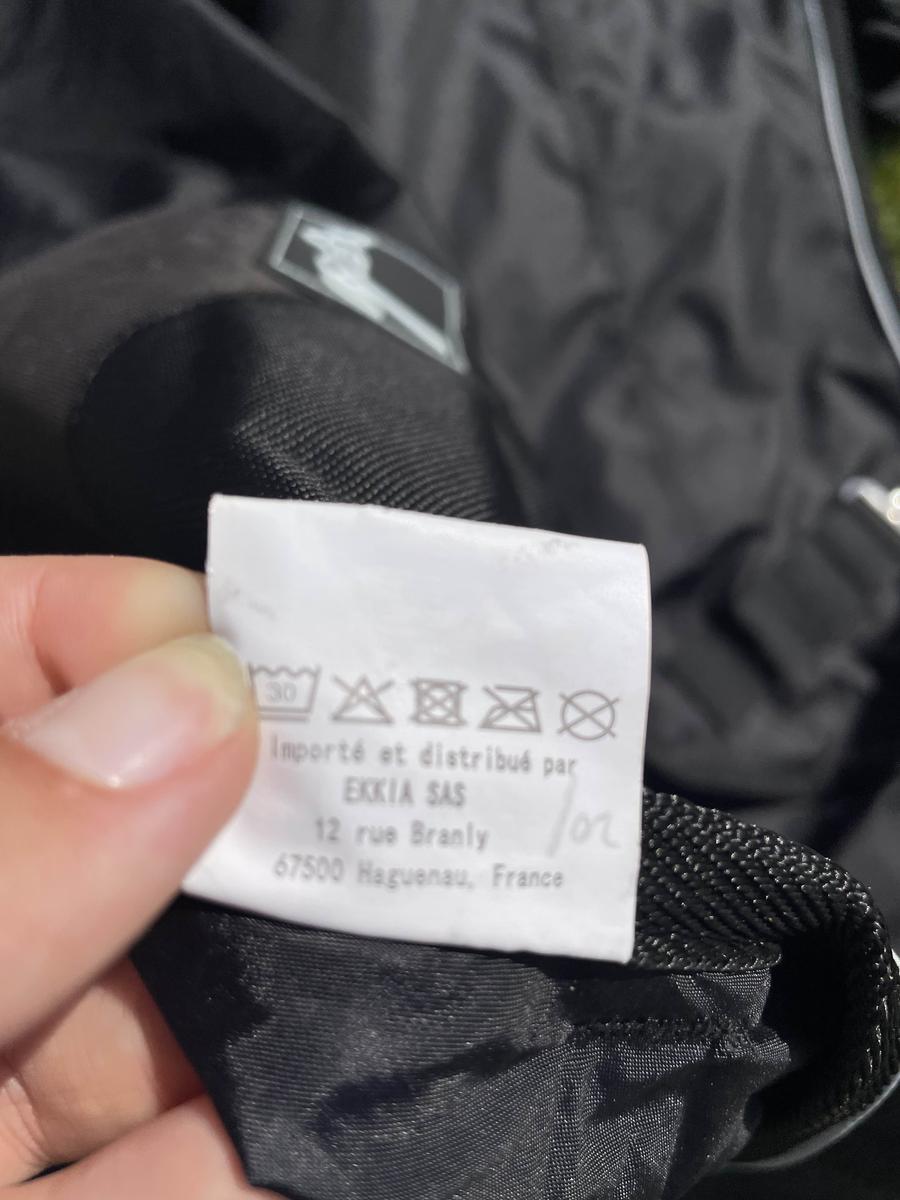 30
Importé et distribué par
EKKIA SAS
12 rue Branly
67500 Haguenau, France